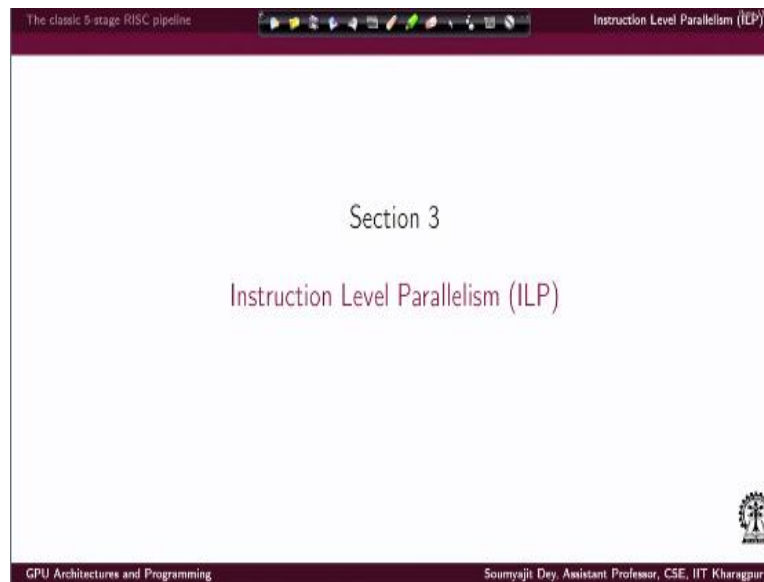 The classic 5-stage RISC pipeline
Instruction Level Parallelism (ILP)
Section 3
Instruction Level Parallelism (ILP)
GPU Architectures and Programming
Soumyajit Dey, Assistant Professor, CSE, IIT Kharagpur